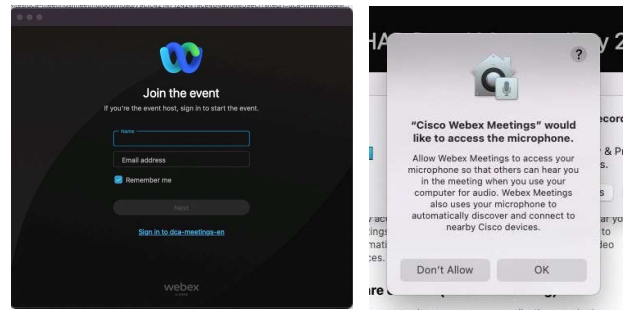 Join the event
If you're the event host, sign in to start the event.
Name
Email address
Remember me
Next
Sign in to dca-meetings-en
webex
?
"Cisco Webex Meetings" would
like to access the microphone.
Allow Webex Meetings to access your
microphone so that others can hear you
in the meeting when you use your
computer for audio. Webex Meetings
also uses your microphone to
automatically discover and connect to
nearby Cisco devices.
Don't Allow
OK